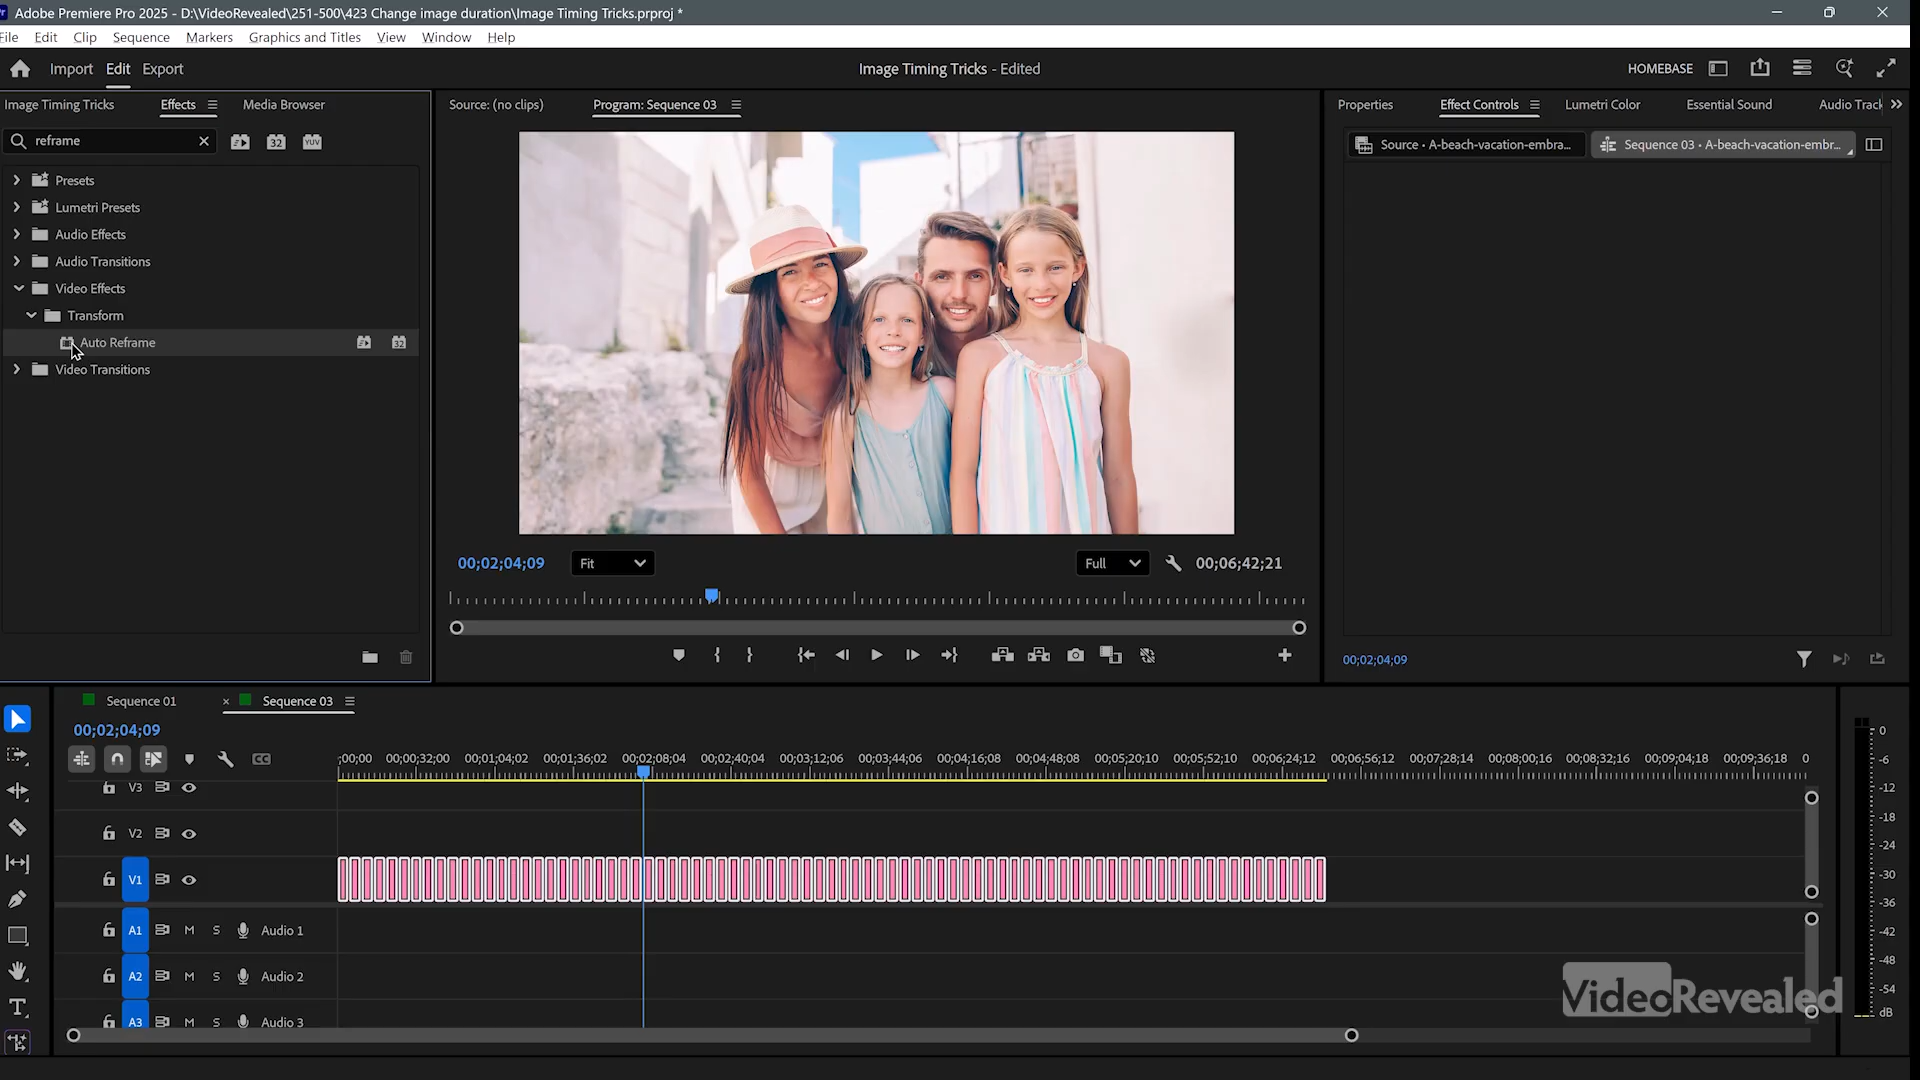 Adobe Premiere Pro 2025 - D:\VideoRevealed\251-500\423 Change image duration\Image Timing Tricks.prproj *
File Edit Clip Sequence Markers Graphics and Titles View Window Help
Import Edit Export
Image Timing Tricks - Edited
HOMEBASE
Image Timing Tricks Effects Media Browser
Source: (no clips) Program: Sequence 03
Properties Effect Controls Lumetri Color Essential Sound Audio Track
reframe
32
YUV
Source • A-beach-vacation-embra...
Sequence 03 • A-beach-vacation-embr...
Presets
Lumetri Presets
Audio Effects
Audio Transitions
Video Effects
Transform
Auto Reframe
32
Video Transitions
00;02;04;09
Fit
Full
00;06;42;21
00;02;04;09
Sequence 01
× Sequence 03
00;02;04;09
CC
;00;00 00;00;32;00 00;01;04;02 00;01;36;02 00;02;08;04 00;02;40;04 00;03;12;06 00;03;44;06 00;04;16;08 00;04;48;08 00;05;20;10 00;05;52;10 00;06;24;12 00;06;56;12 00;07;28;14 00;08;00;16 00;08;32;16 00;09;04;18 00;09;36;18 0
V3
V2
V1
A1 M S Audio 1
A2 M S Audio 2
A3 M S Audio 3
0
-6
-12
-18
-24
-30
-36
-42
-48
-54
dB
VideoRevealed